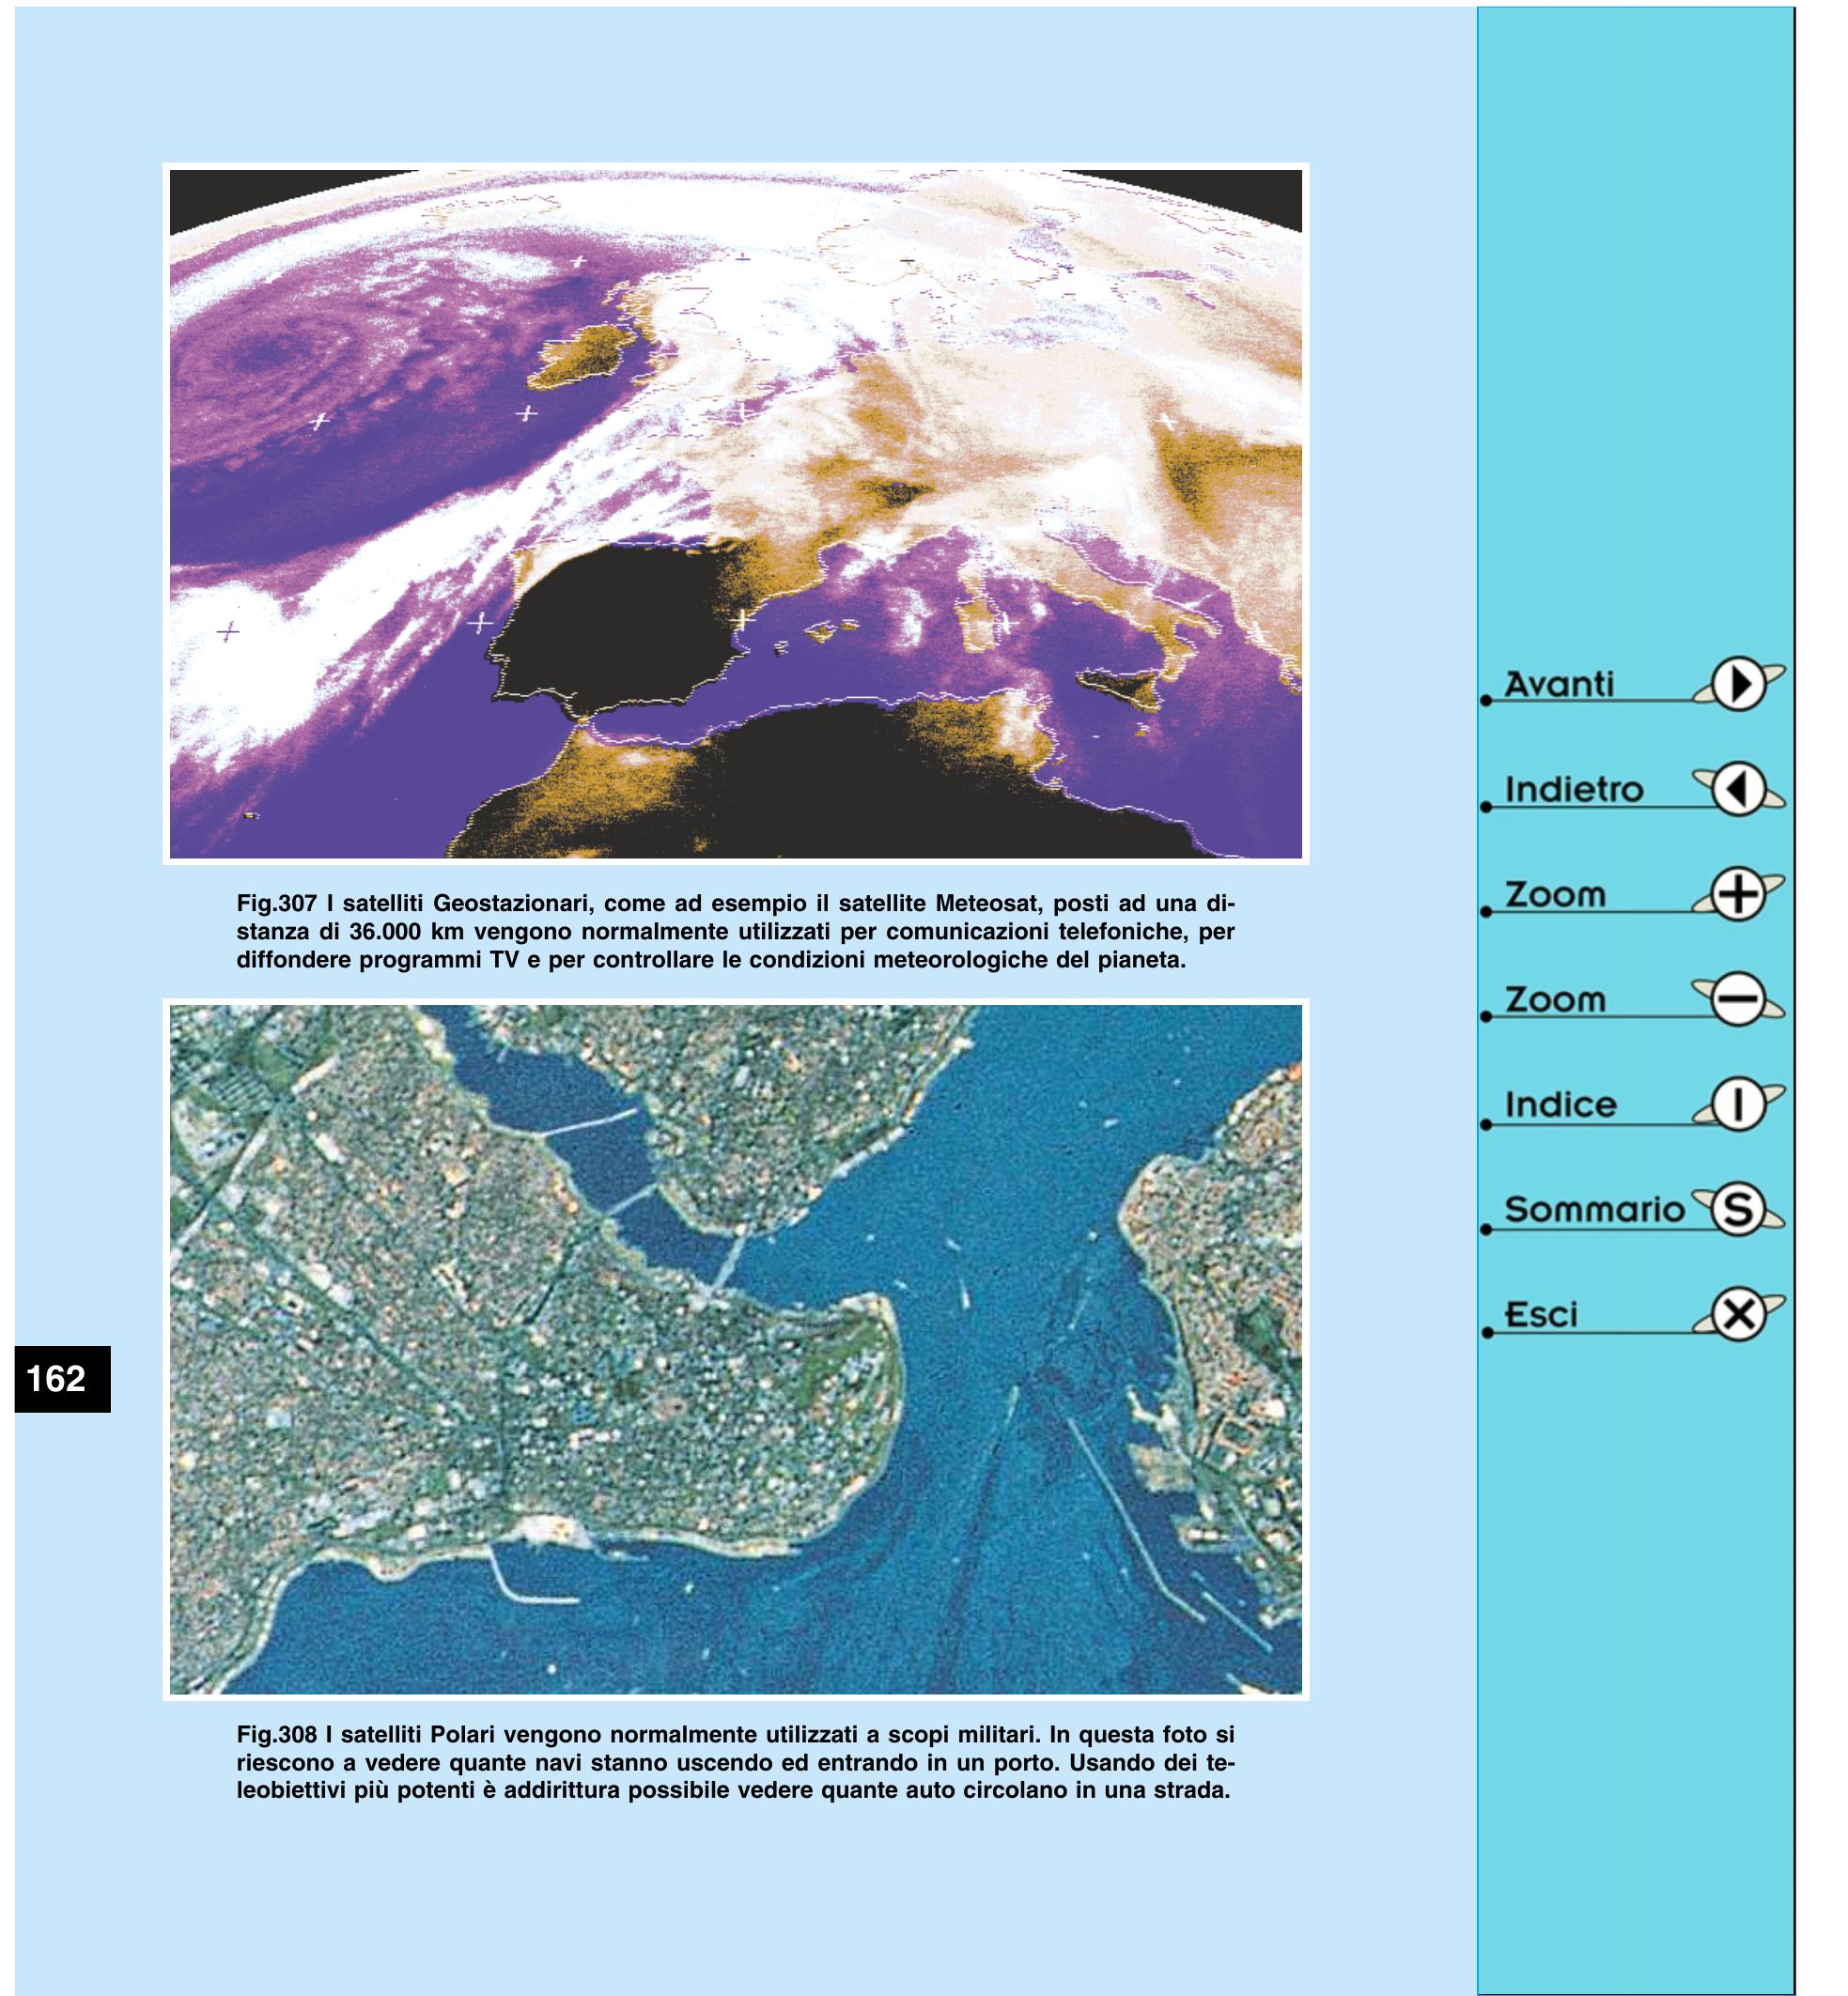 Fig.307 I satelliti Geostazionari, come ad esempio il satellite Meteosat, posti ad una di-
stanza di 36.000 km vengono normalmente utilizzati per comunicazioni telefoniche, per
diffondere programmi TV e per controllare le condizioni meteorologiche del pianeta.
Fig.308 I satelliti Polari vengono normalmente utilizzati a scopi militari. In questa foto si
riescono a vedere quante navi stanno uscendo ed entrando in un porto. Usando dei te-
leobiettivi più potenti è addirittura possibile vedere quante auto circolano in una strada.
162
Avanti
Indietro
Zoom +
Zoom −
Indice I
Sommario S
Esci X